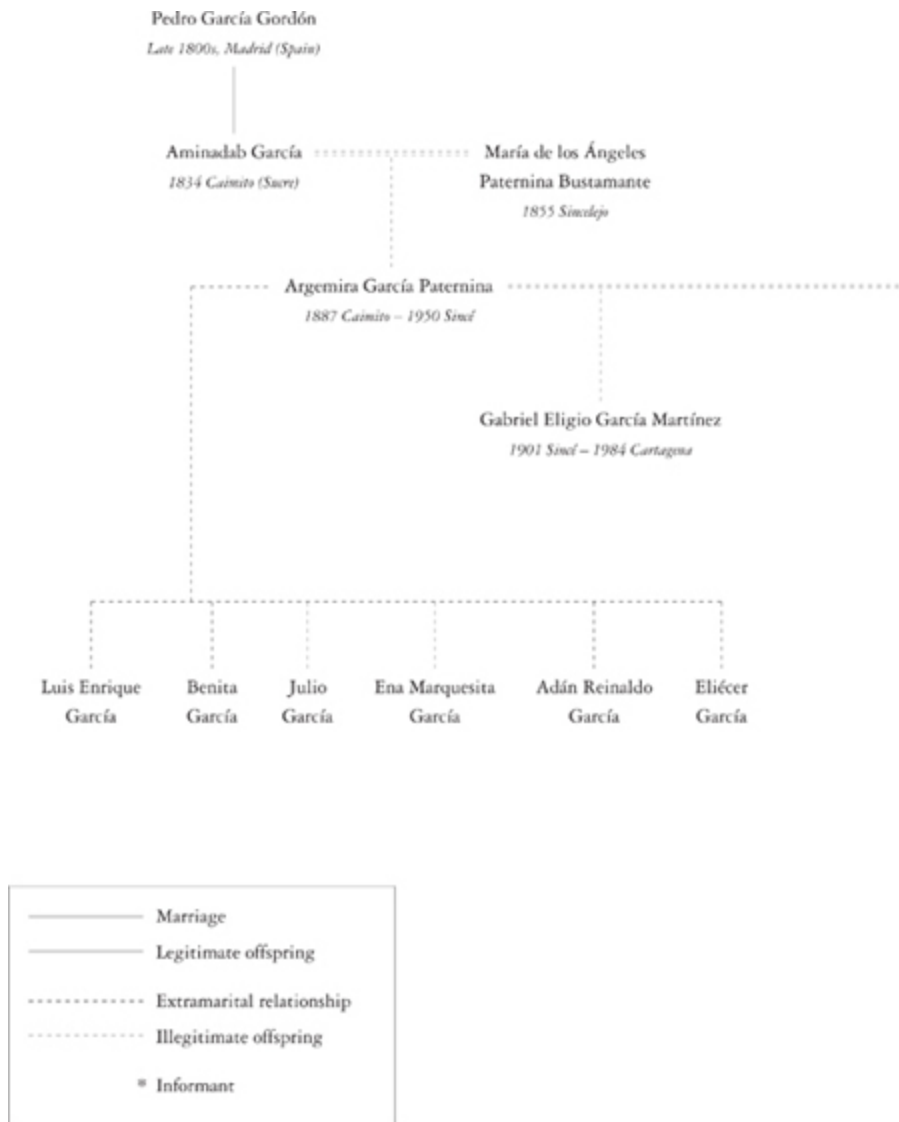 Pedro García Gordón
Late 1800s, Madrid (Spain)
Aminadab García
1834 Caimito (Sucre)
María de los Ángeles
Paternina Bustamante
1855 Sincelejo
Argemira García Paternina
1887 Caimito – 1950 Sincé
Gabriel Eligio García Martínez
1901 Sincé – 1984 Cartagena
Luis Enrique
García
Benita
García
Julio
García
Ena Marquesita
García
Adán Reinaldo
García
Eliécer
García
Marriage
Legitimate offspring
Extramarital relationship
Illegitimate offspring
* Informant